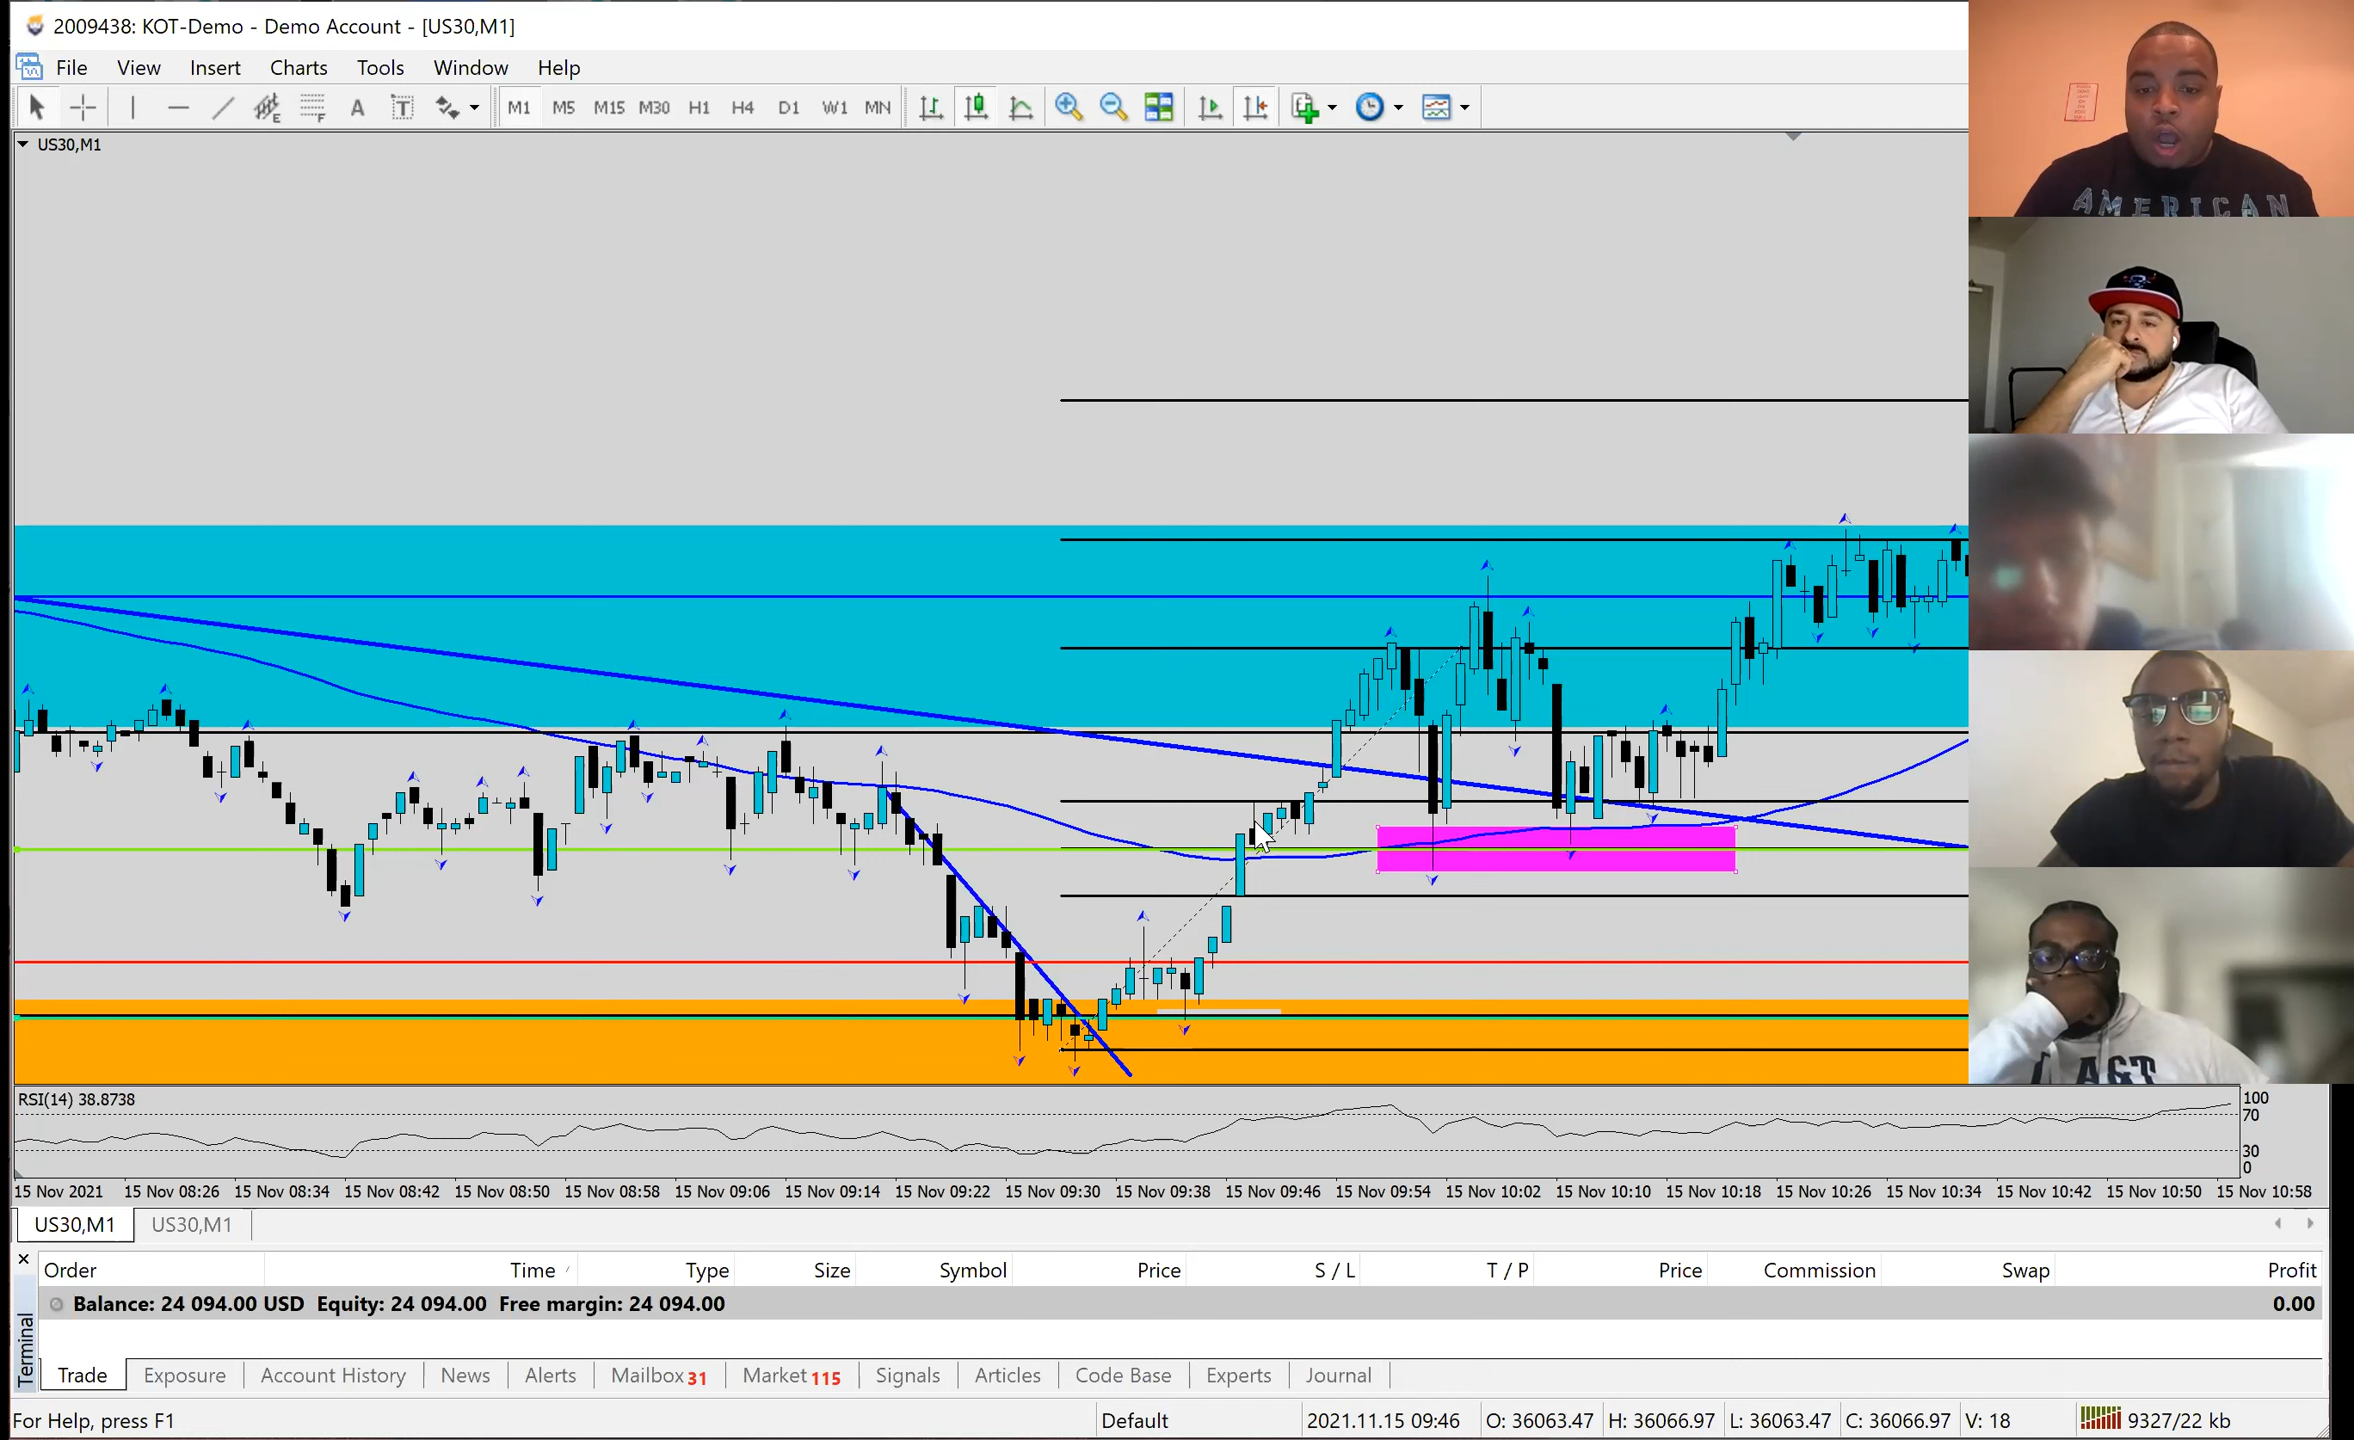 2009438: KOT-Demo - Demo Account - [US30,M1]
File View Insert Charts Tools Window Help
E F A T M1 M5 M15 M30 H1 H4 D1 W1 MN
US30,M1
AMERICAN
RSI(14) 38.8738
100
70
30
0
15 Nov 2021 15 Nov 08:26 15 Nov 08:34 15 Nov 08:42 15 Nov 08:50 15 Nov 08:58 15 Nov 09:06 15 Nov 09:14 15 Nov 09:22 15 Nov 09:30 15 Nov 09:38 15 Nov 09:46 15 Nov 09:54 15 Nov 10:02 15 Nov 10:10 15 Nov 10:18 15 Nov 10:26 15 Nov 10:34 15 Nov 10:42 15 Nov 10:50 15 Nov 10:58
US30,M1 US30,M1
Order Time Type Size Symbol Price S / L T / P Price Commission Swap Profit
Balance: 24 094.00 USD Equity: 24 094.00 Free margin: 24 094.00 0.00
Terminal
Trade Exposure Account History News Alerts Mailbox 31 Market 115 Signals Articles Code Base Experts Journal
For Help, press F1 Default 2021.11.15 09:46 O: 36063.47 H: 36066.97 L: 36063.47 C: 36066.97 V: 18 9327/22 kb